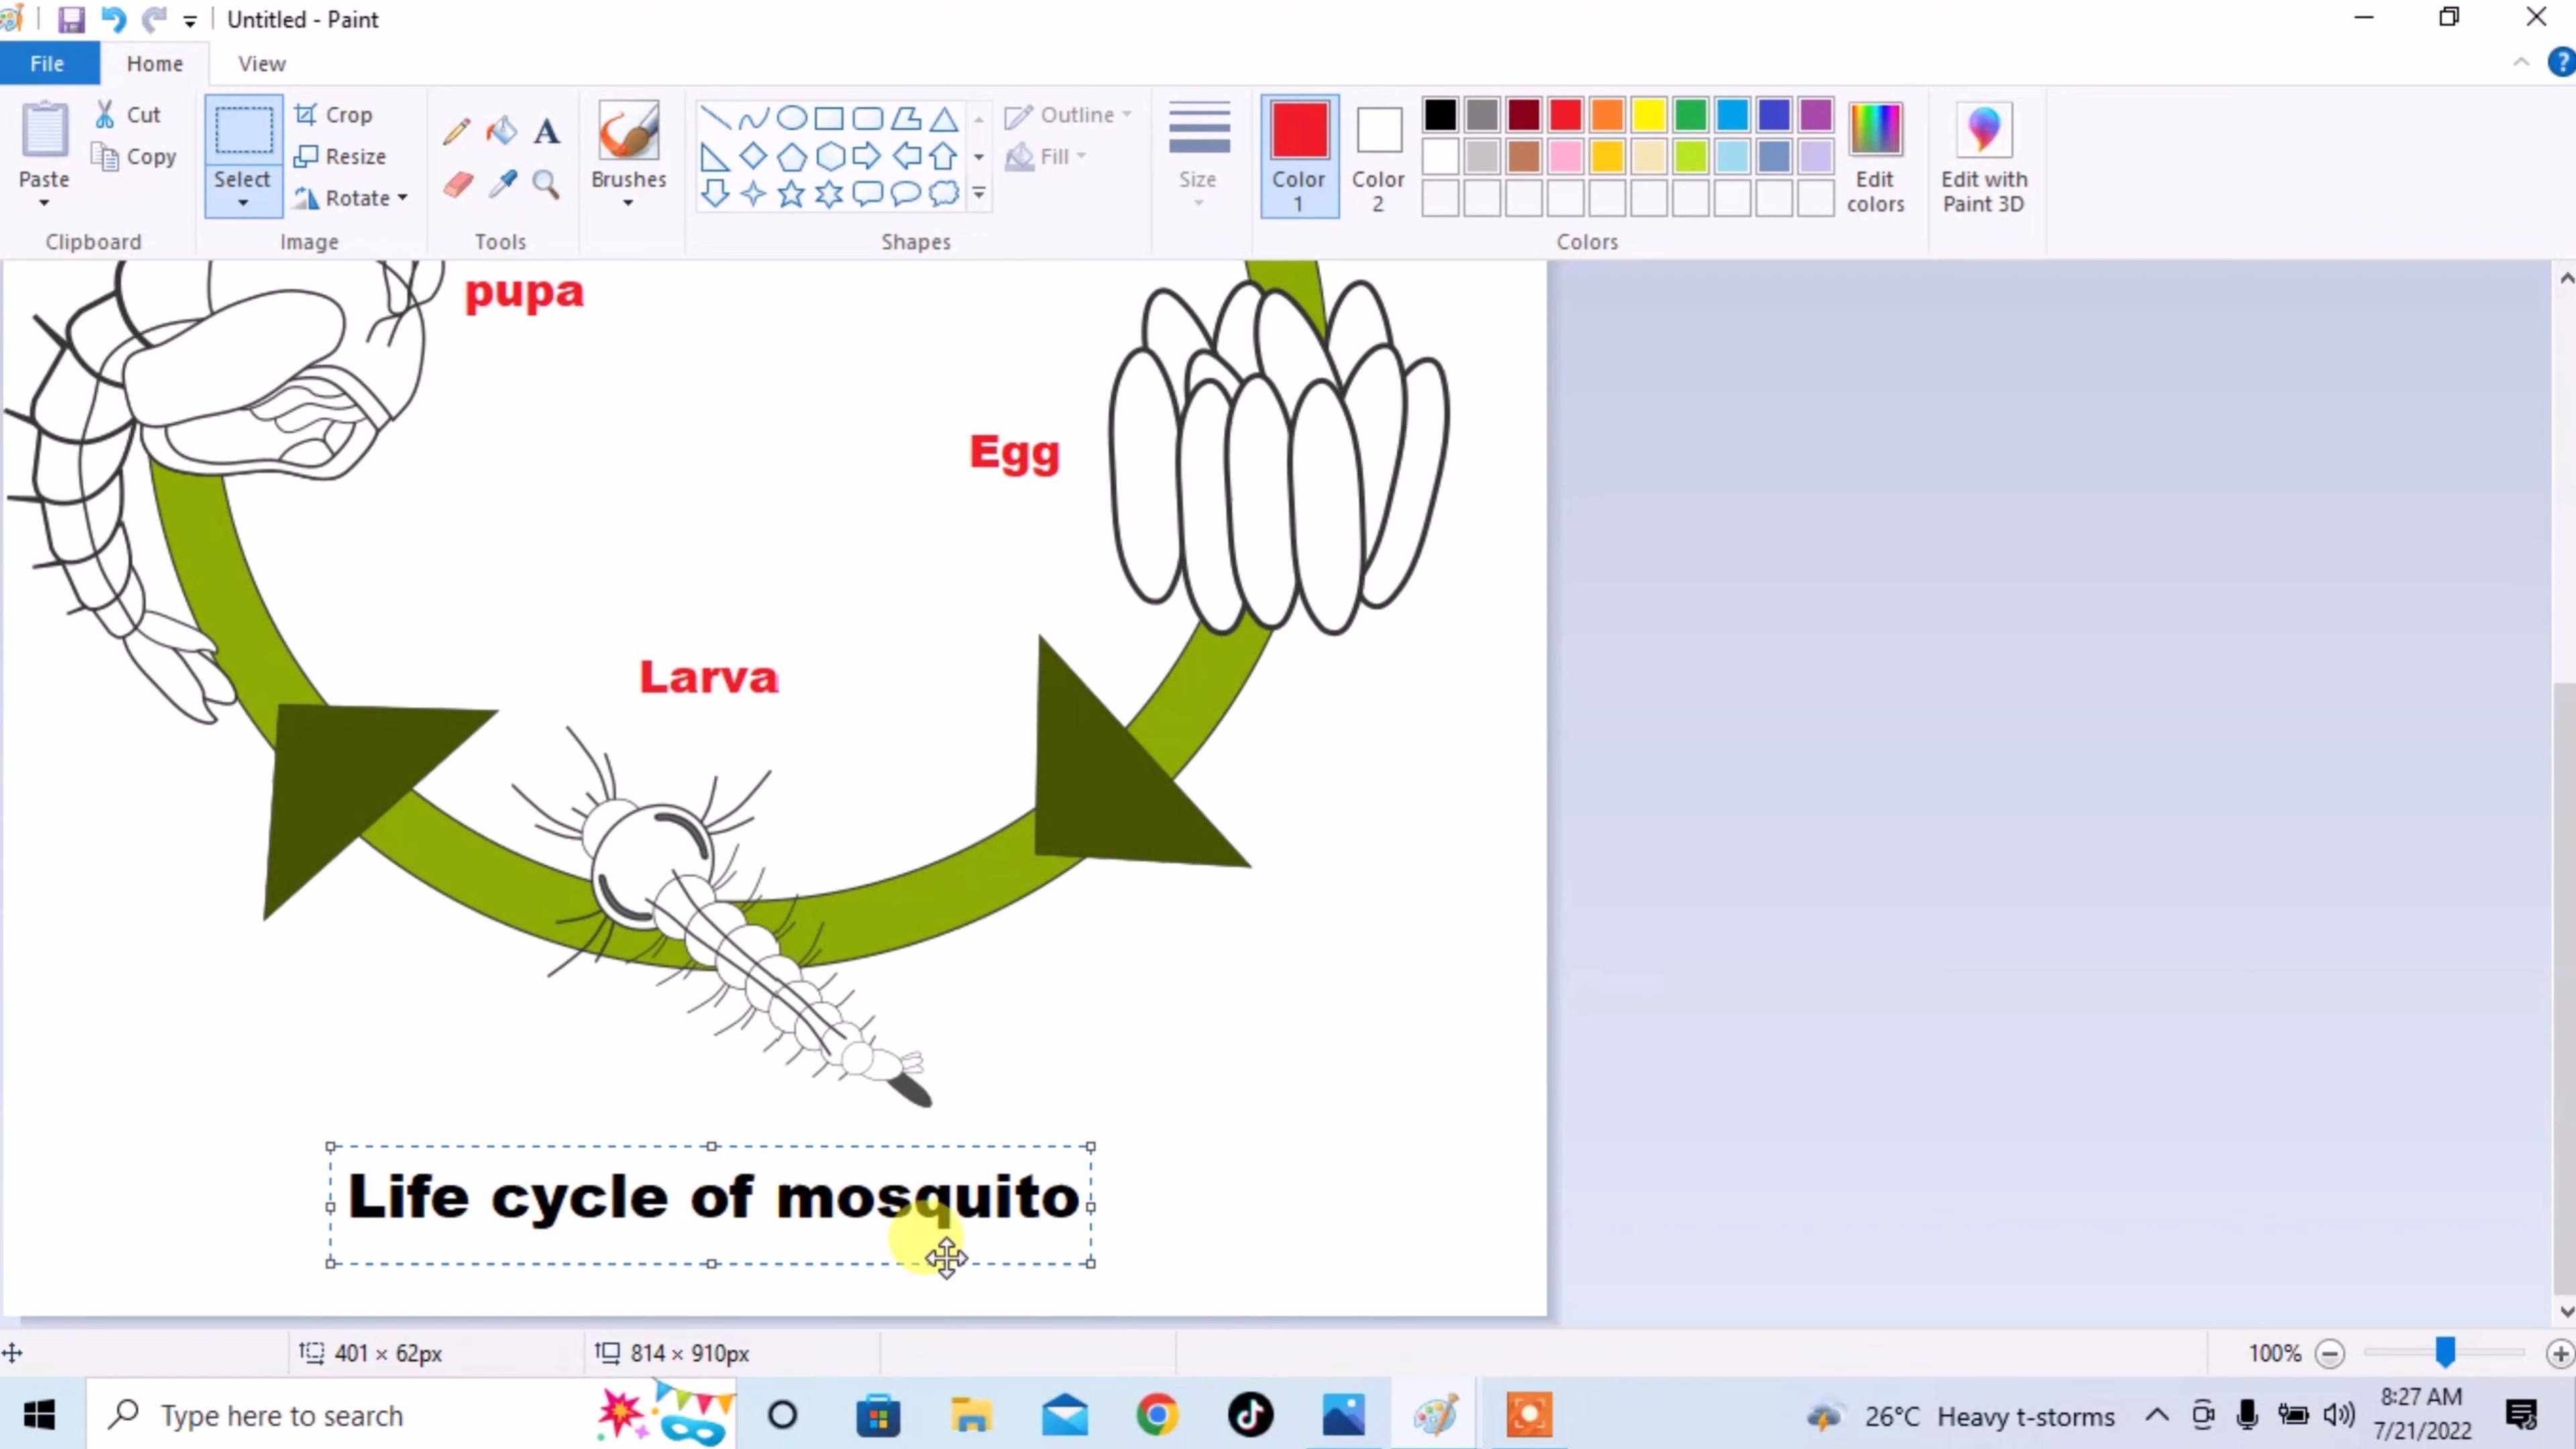 Untitled - Paint
File Home View
Paste Cut Copy Clipboard
Select Crop Resize Rotate Image
A Tools
Brushes
Shapes Outline Fill
Size
Color 1 Color 2 Colors
Edit colors
Edit with Paint 3D
?
pupa
Egg
Larva
Life cycle of mosquito
401 × 62px 814 × 910px 100%
Type here to search
26°C Heavy t-storms
8:27 AM
7/21/2022